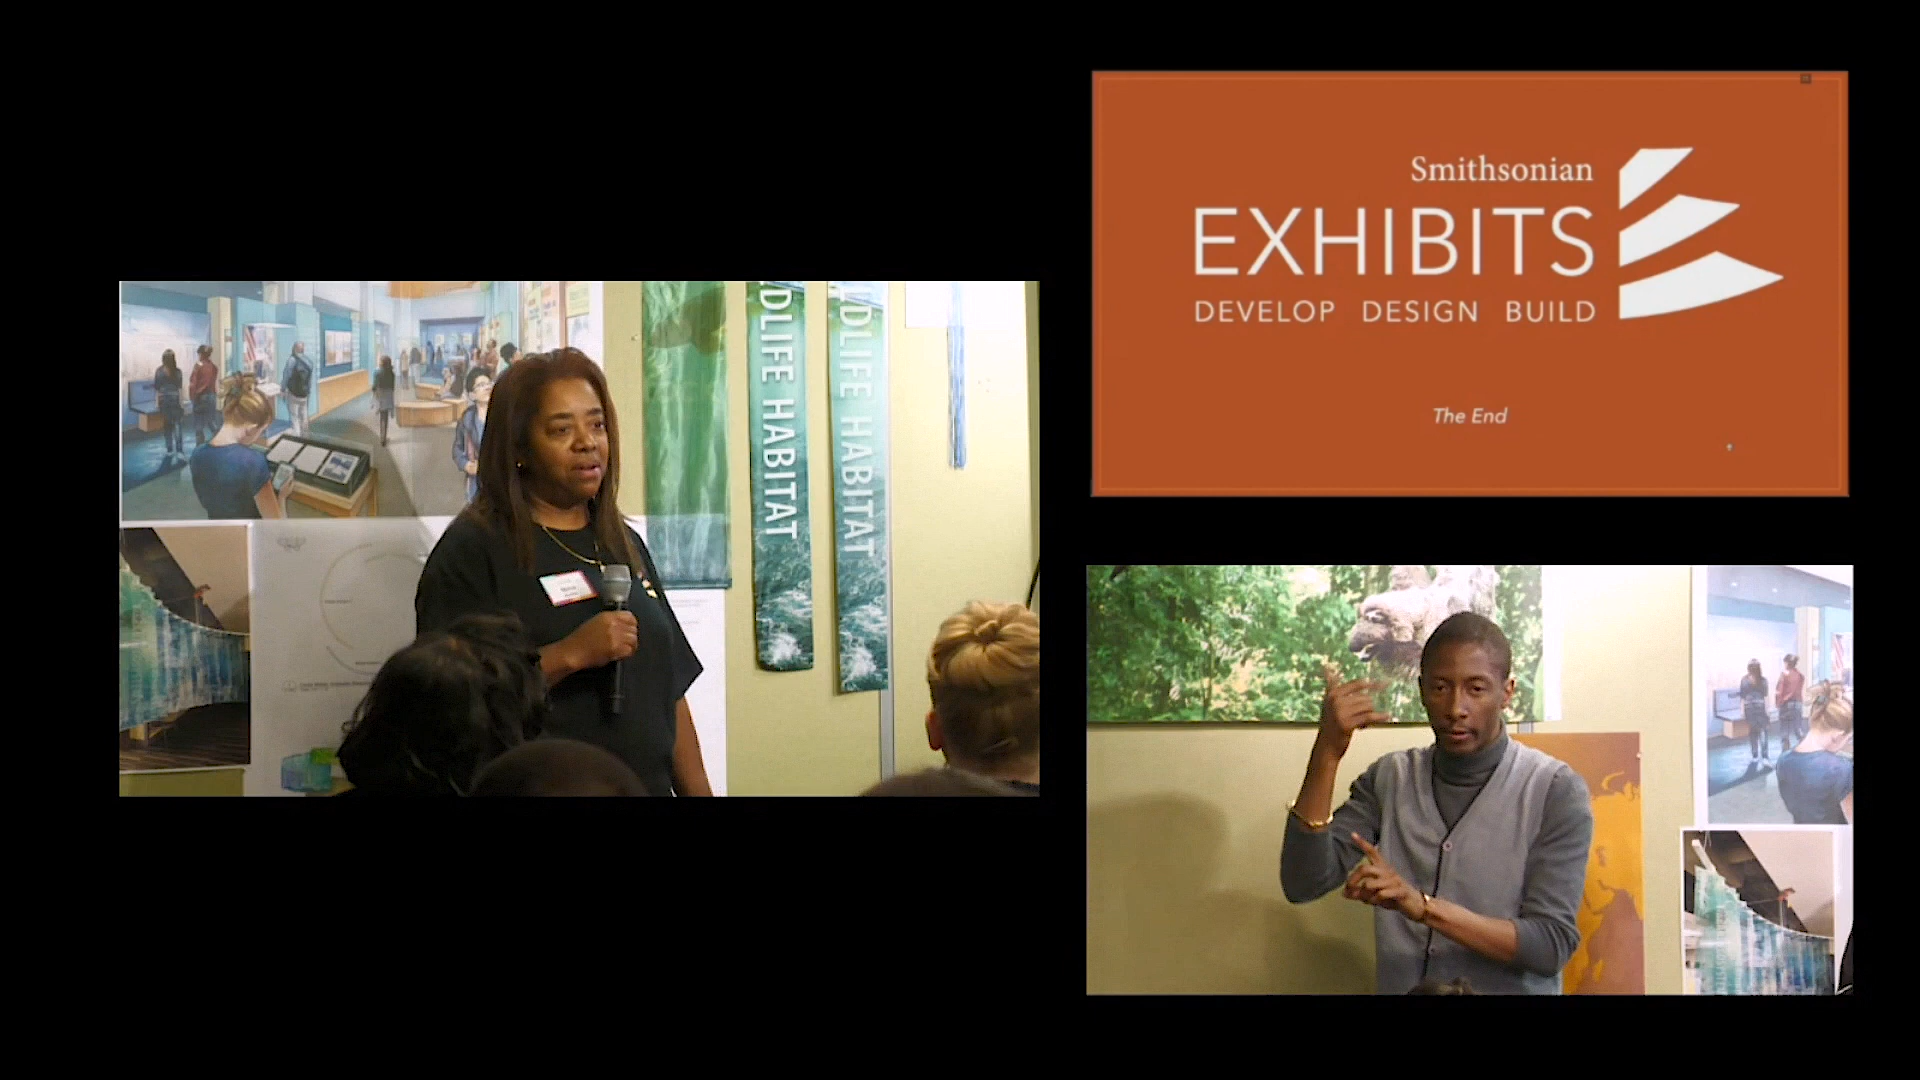 DLIFE HABITAT
DLIFE HABITAT
Smithsonian
EXHIBITS
DEVELOP DESIGN BUILD
The End